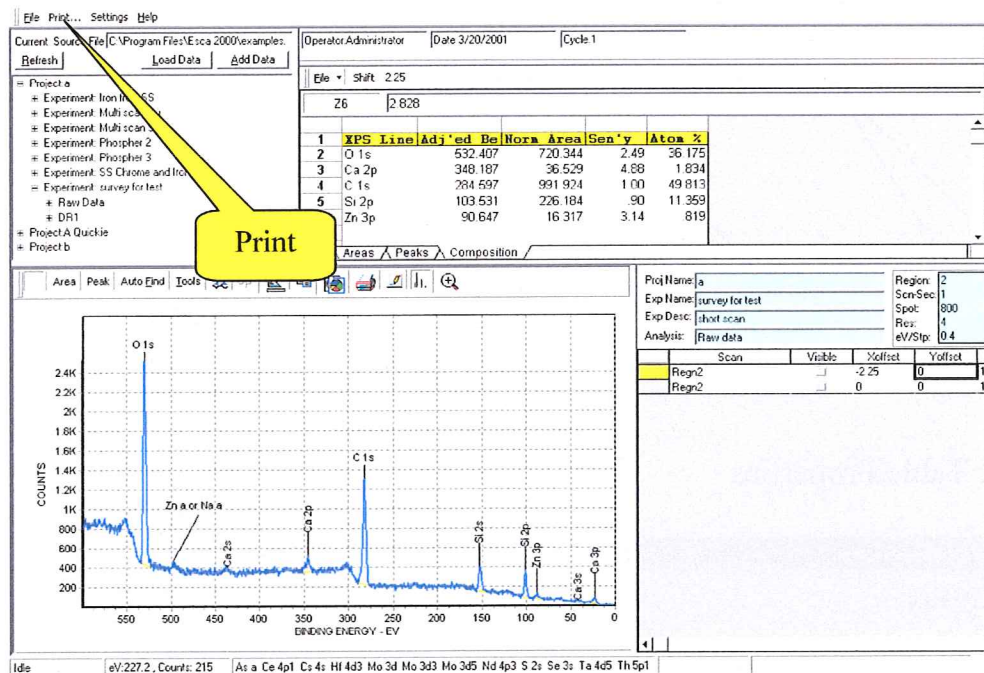 File Print... Settings Help
Current Source File C:\Program Files\Esca 2000\examples.
Refresh Load Data Add Data
Project a
Experiment: Iron
Experiment: Multi scan
Experiment: Multi scan
Experiment: Phospher 2
Experiment: Phospher 3
Experiment: SS Chrome and Iron
Experiment: survey for test
Raw Data
DR1
Project A Quickie
Project b
Print
Operator: Administrator Date 3/20/2001 Cycle 1
File Shift 2.25
Z6 2.828
1 XPS Line Adj'ed Be Norm Area Sen'y Atom %
2 O 1s 532.407 720.344 2.49 36.175
3 Ca 2p 348.187 36.529 4.88 1.834
4 C 1s 284.597 991.924 1.00 49.813
5 Si 2p 103.531 226.184 .90 11.359
Zn 3p 90.647 16.317 3.14 819
Areas Peaks Composition
Area Peak Auto Find Tools
O 1s
Zn a or Na a
Ca 2s
Ca 2p
C 1s
Si 2s
Si 2p
Zn 3p
Ca 3s
Ca 3p
COUNTS
2.4K
2.2K
2K
1.8K
1.6K
1.4K
1.2K
1K
800
600
400
200
550 500 450 400 350 300 250 200 150 100 50 0
BINDING ENERGY - EV
Proj Name: a
Exp Name: survey for test
Exp Desc: short scan
Analysis: Raw data
Region: 2
Scn-Sec: 1
Spot: 800
Res: 4
eV/Stp: 0.4
Scan Visible Xoffset Yoffset
Regn2 -2.25 0 1
Regn2 0 0 1
Idle eV:227.2 , Counts: 215 As a Ce 4p1 Cs 4s Hf 4d3 Mo 3d Mo 3d3 Mo 3d5 Nd 4p3 S 2s Se 3s Ta 4d5 Th 5p1